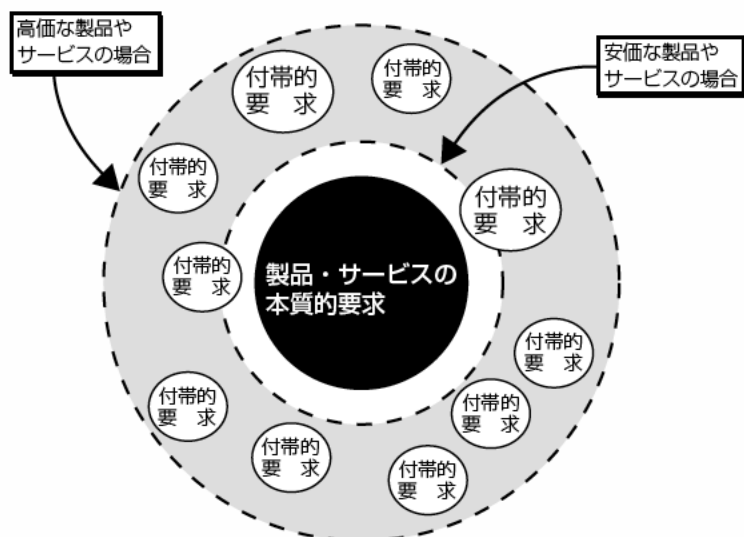 高価な製品や
サービスの場合
安価な製品や
サービスの場合
付帯的
要　求
付帯的
要　求
付帯的
要　求
付帯的
要　求
付帯的
要　求
製品・サービスの
本質的要求
付帯的
要　求
付帯的
要　求
付帯的
要　求
付帯的
要　求
付帯的
要　求